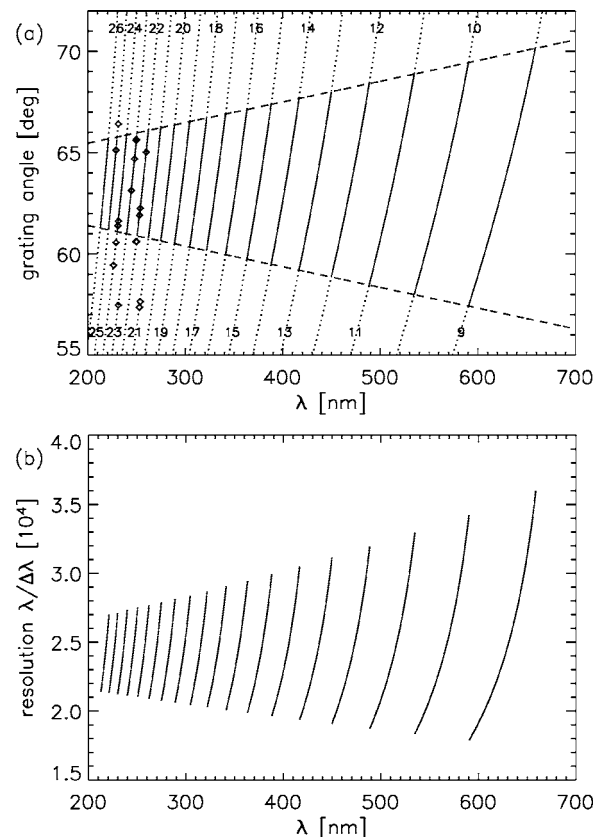 (a)
70
65
60
55
grating angle [deg]
26 24 22 20 18 16 14 12 10
25 23 21 19 17 15 13 11 9
200 300 400 500 600 700
λ [nm]
(b)
4.0
3.5
3.0
2.5
2.0
1.5
resolution λ/Δλ [10⁴]
200 300 400 500 600 700
λ [nm]